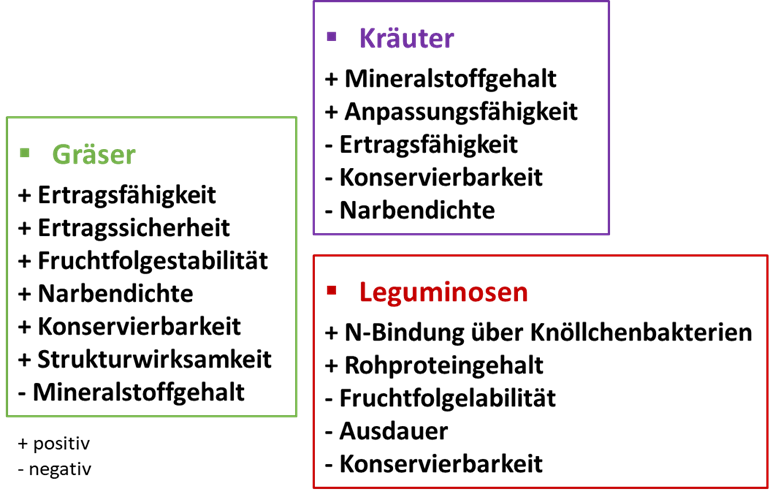 ▪ Kräuter
+ Mineralstoffgehalt
+ Anpassungsfähigkeit
- Ertragsfähigkeit
- Konservierbarkeit
- Narbendichte
▪ Gräser
+ Ertragsfähigkeit
+ Ertragssicherheit
+ Fruchtfolgestabilität
+ Narbendichte
+ Konservierbarkeit
+ Strukturwirksamkeit
- Mineralstoffgehalt
▪ Leguminosen
+ N-Bindung über Knöllchenbakterien
+ Rohproteingehalt
- Fruchtfolgelabilität
- Ausdauer
- Konservierbarkeit
+ positiv
- negativ